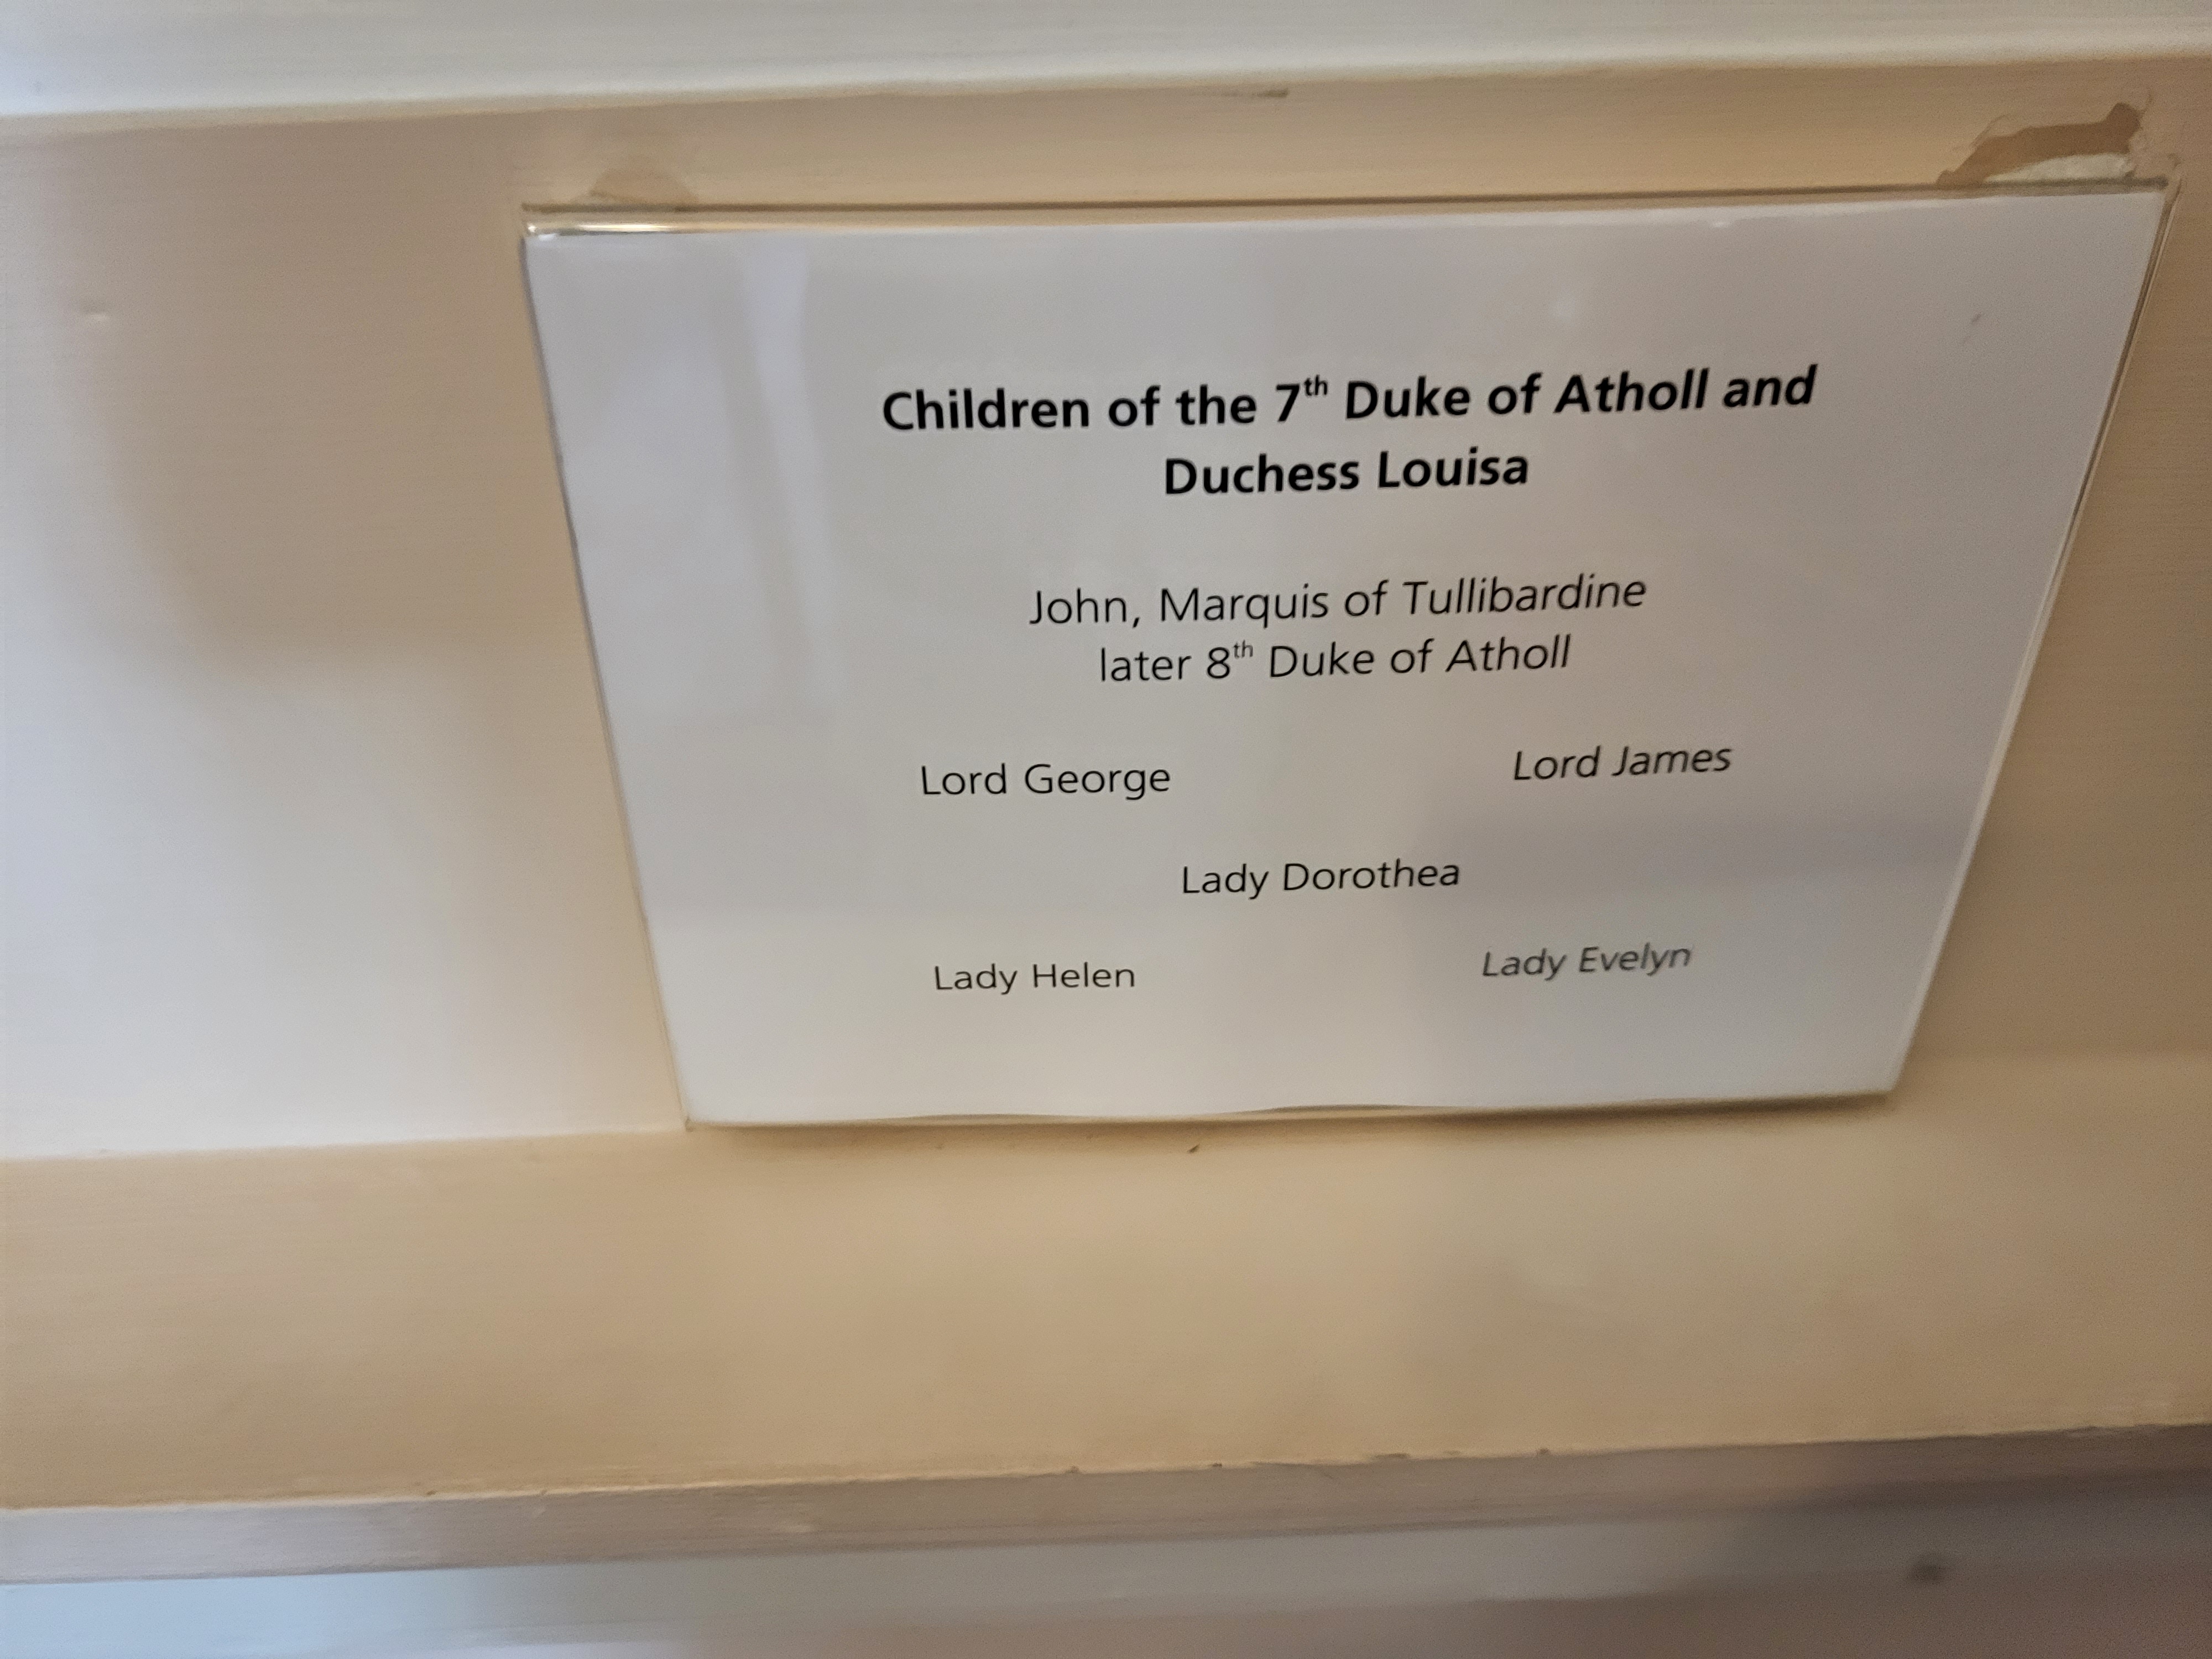 Children of the 7th Duke of Atholl and
Duchess Louisa
John, Marquis of Tullibardine
later 8th Duke of Atholl
Lord George Lord James
Lady Dorothea
Lady Helen Lady Evelyn